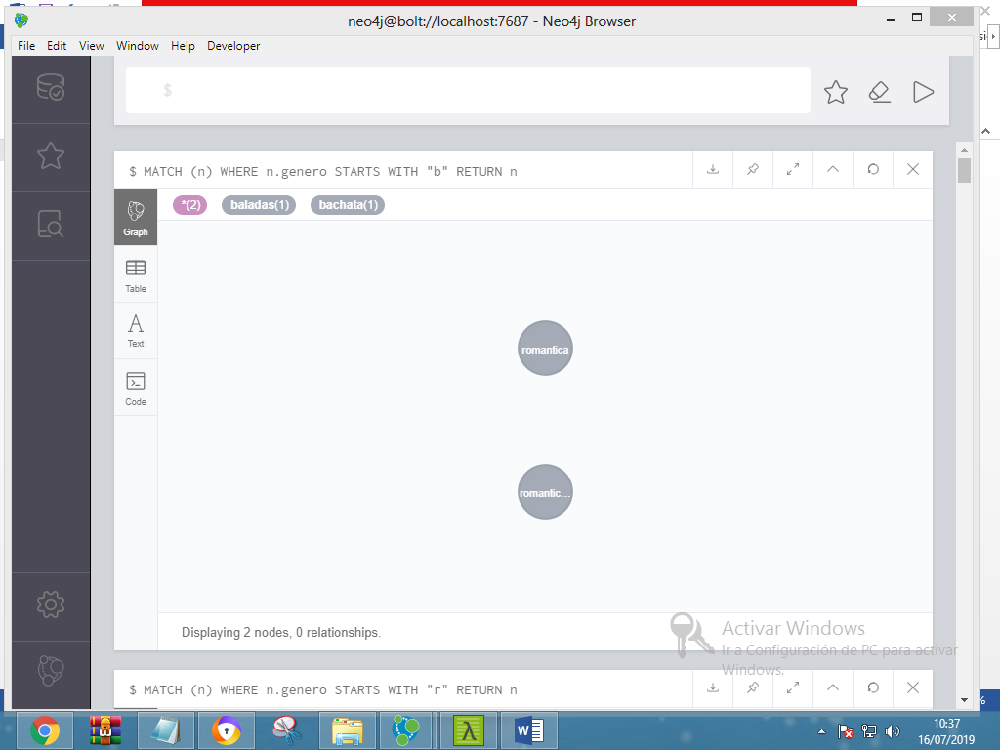 neo4j@bolt://localhost:7687 - Neo4j Browser
File Edit View Window Help Developer
$
$ MATCH (n) WHERE n.genero STARTS WITH "b" RETURN n
*(2) baladas(1) bachata(1)
Graph
Table
A
Text
Code
romantica
romantic...
Displaying 2 nodes, 0 relationships.
Activar Windows
Ir a Configuración de PC para activar
Windows.
$ MATCH (n) WHERE n.genero STARTS WITH "r" RETURN n
%
10:37
16/07/2019